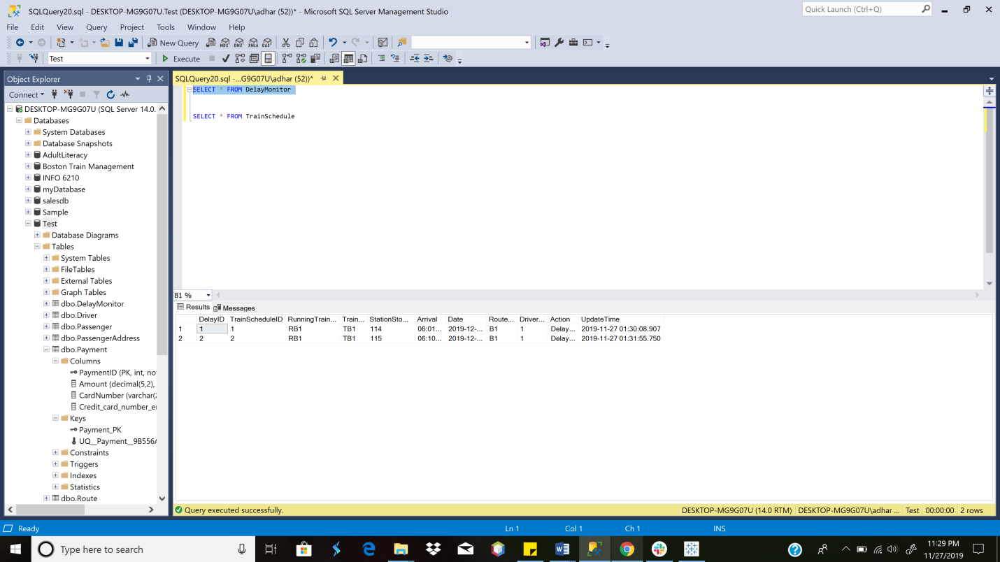 SQLQuery20.sql - DESKTOP-MG9G07U.Test (DESKTOP-MG9G07U\adhar (52))* - Microsoft SQL Server Management Studio
Quick Launch (Ctrl+Q)
File Edit View Query Project Tools Window Help
New Query
MDX DMX XMLA DAX
Test
Execute
Object Explorer
SQLQuery20.sql -...G9G07U\adhar (52))*
Connect
DESKTOP-MG9G07U (SQL Server 14.0.
Databases
System Databases
Database Snapshots
AdultLiteracy
Boston Train Management
INFO 6210
myDatabase
salesdb
Sample
Test
Database Diagrams
Tables
System Tables
FileTables
External Tables
Graph Tables
dbo.DelayMonitor
dbo.Driver
dbo.Passenger
dbo.PassengerAddress
dbo.Payment
Columns
PaymentID (PK, int, no
Amount (decimal(5,2),
CardNumber (varchar(
Credit_card_number_e
Keys
Payment_PK
UQ__Payment__9B556A
Constraints
Triggers
Indexes
Statistics
dbo.Route
SELECT * FROM DelayMonitor
SELECT * FROM TrainSchedule
81 %
Results Messages
DelayID TrainScheduleID RunningTrain... Train... StationSto... Arrival Date Route... Driver... Action UpdateTime
1 1 1 RB1 TB1 114 06:01... 2019-12-... B1 1 Delay... 2019-11-27 01:30:08.907
2 2 2 RB1 TB1 115 06:10... 2019-12-... B1 1 Delay... 2019-11-27 01:31:55.750
Query executed successfully.
DESKTOP-MG9G07U (14.0 RTM) DESKTOP-MG9G07U\adhar ... Test 00:00:00 2 rows
Ready
Ln 1 Col 1 Ch 1 INS
Type here to search
11:29 PM
11/27/2019